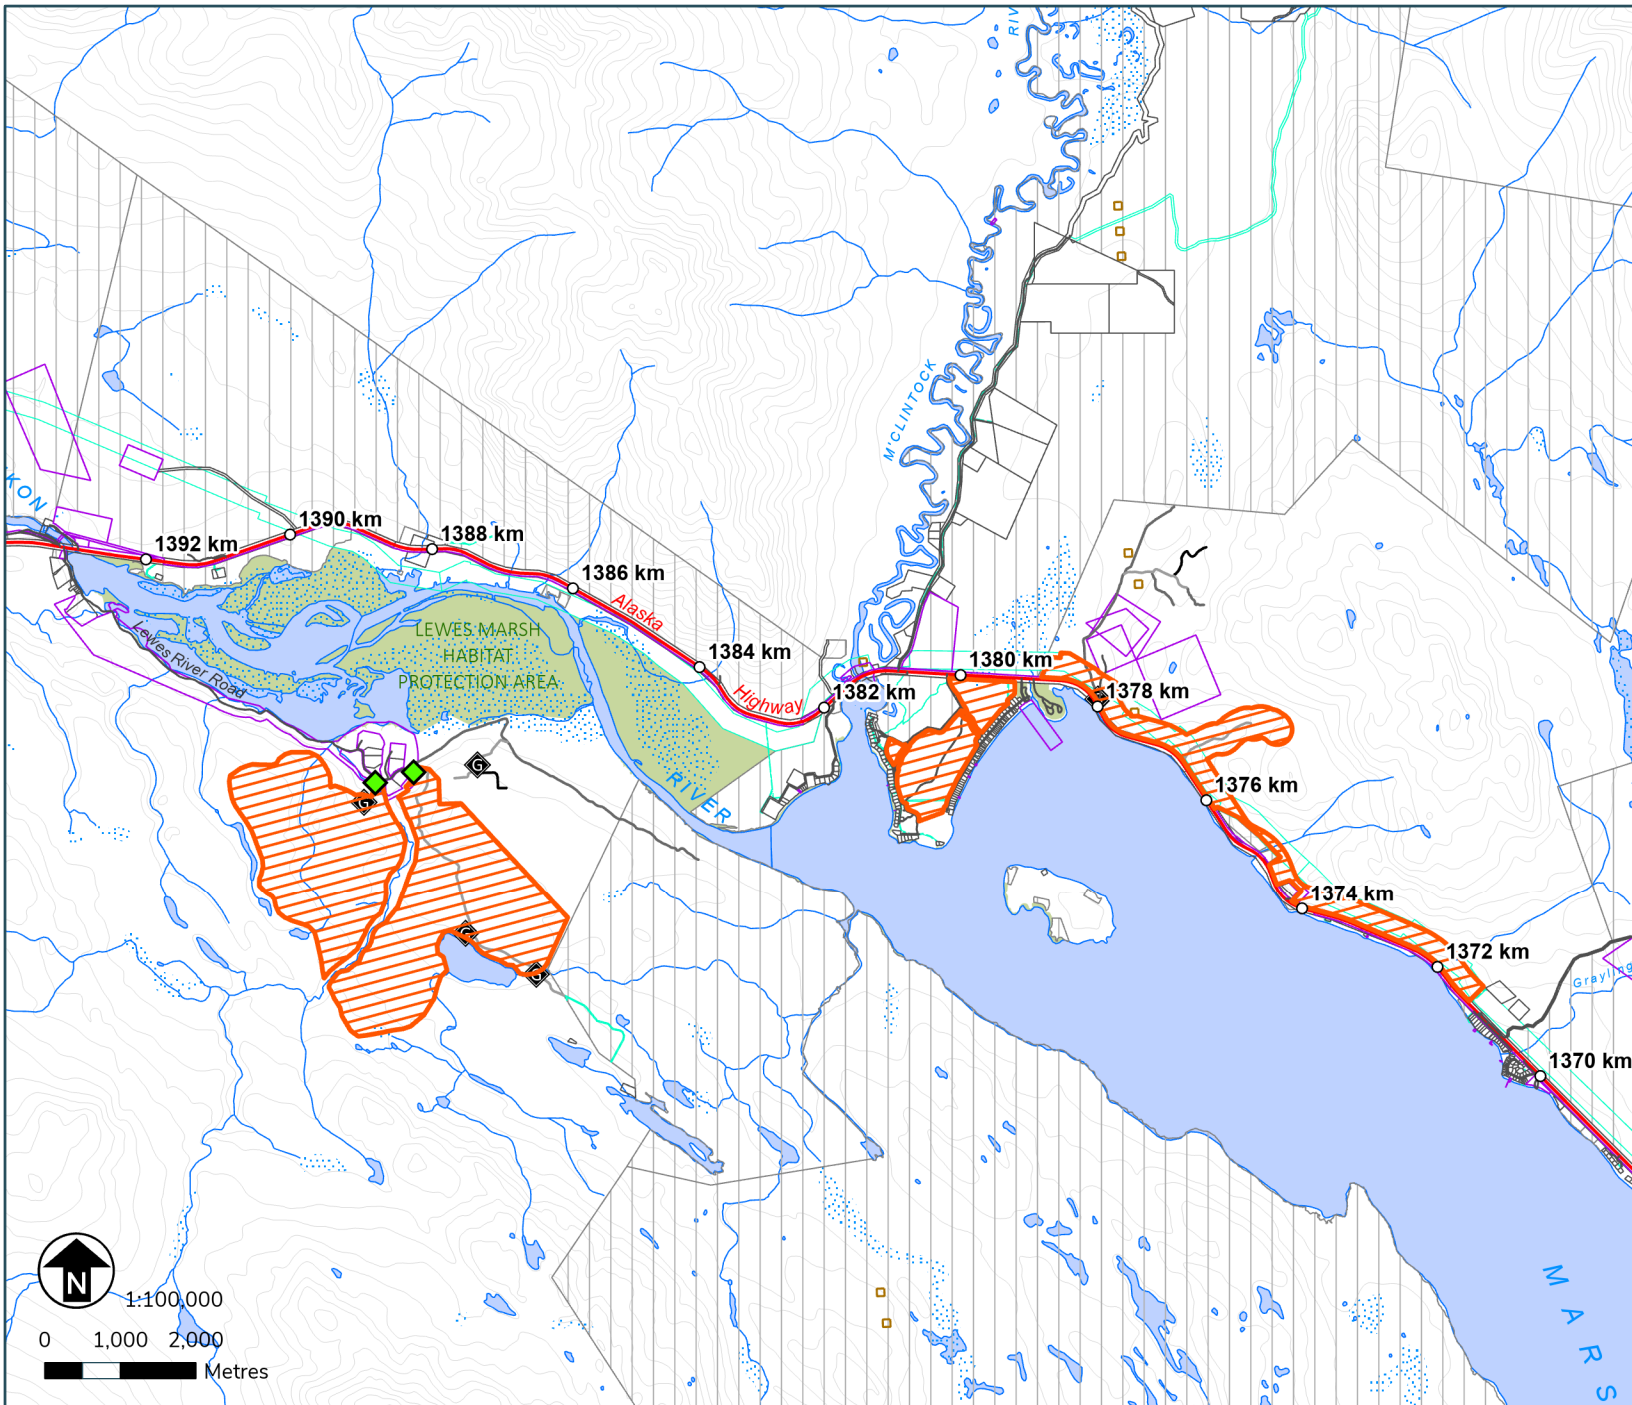 RIV
M'CLINTOCK
KON
1392 km
1390 km
1388 km
1386 km
Alaska
Highway
1384 km
1382 km
1380 km
1378 km
1376 km
1374 km
1372 km
1370 km
Lewes River Road
LEWES MARSH
HABITAT
PROTECTION AREA
RIVER
G
G
G
G
Grayling
MARS
N
1:100,000
0 1,000 2,000
Metres